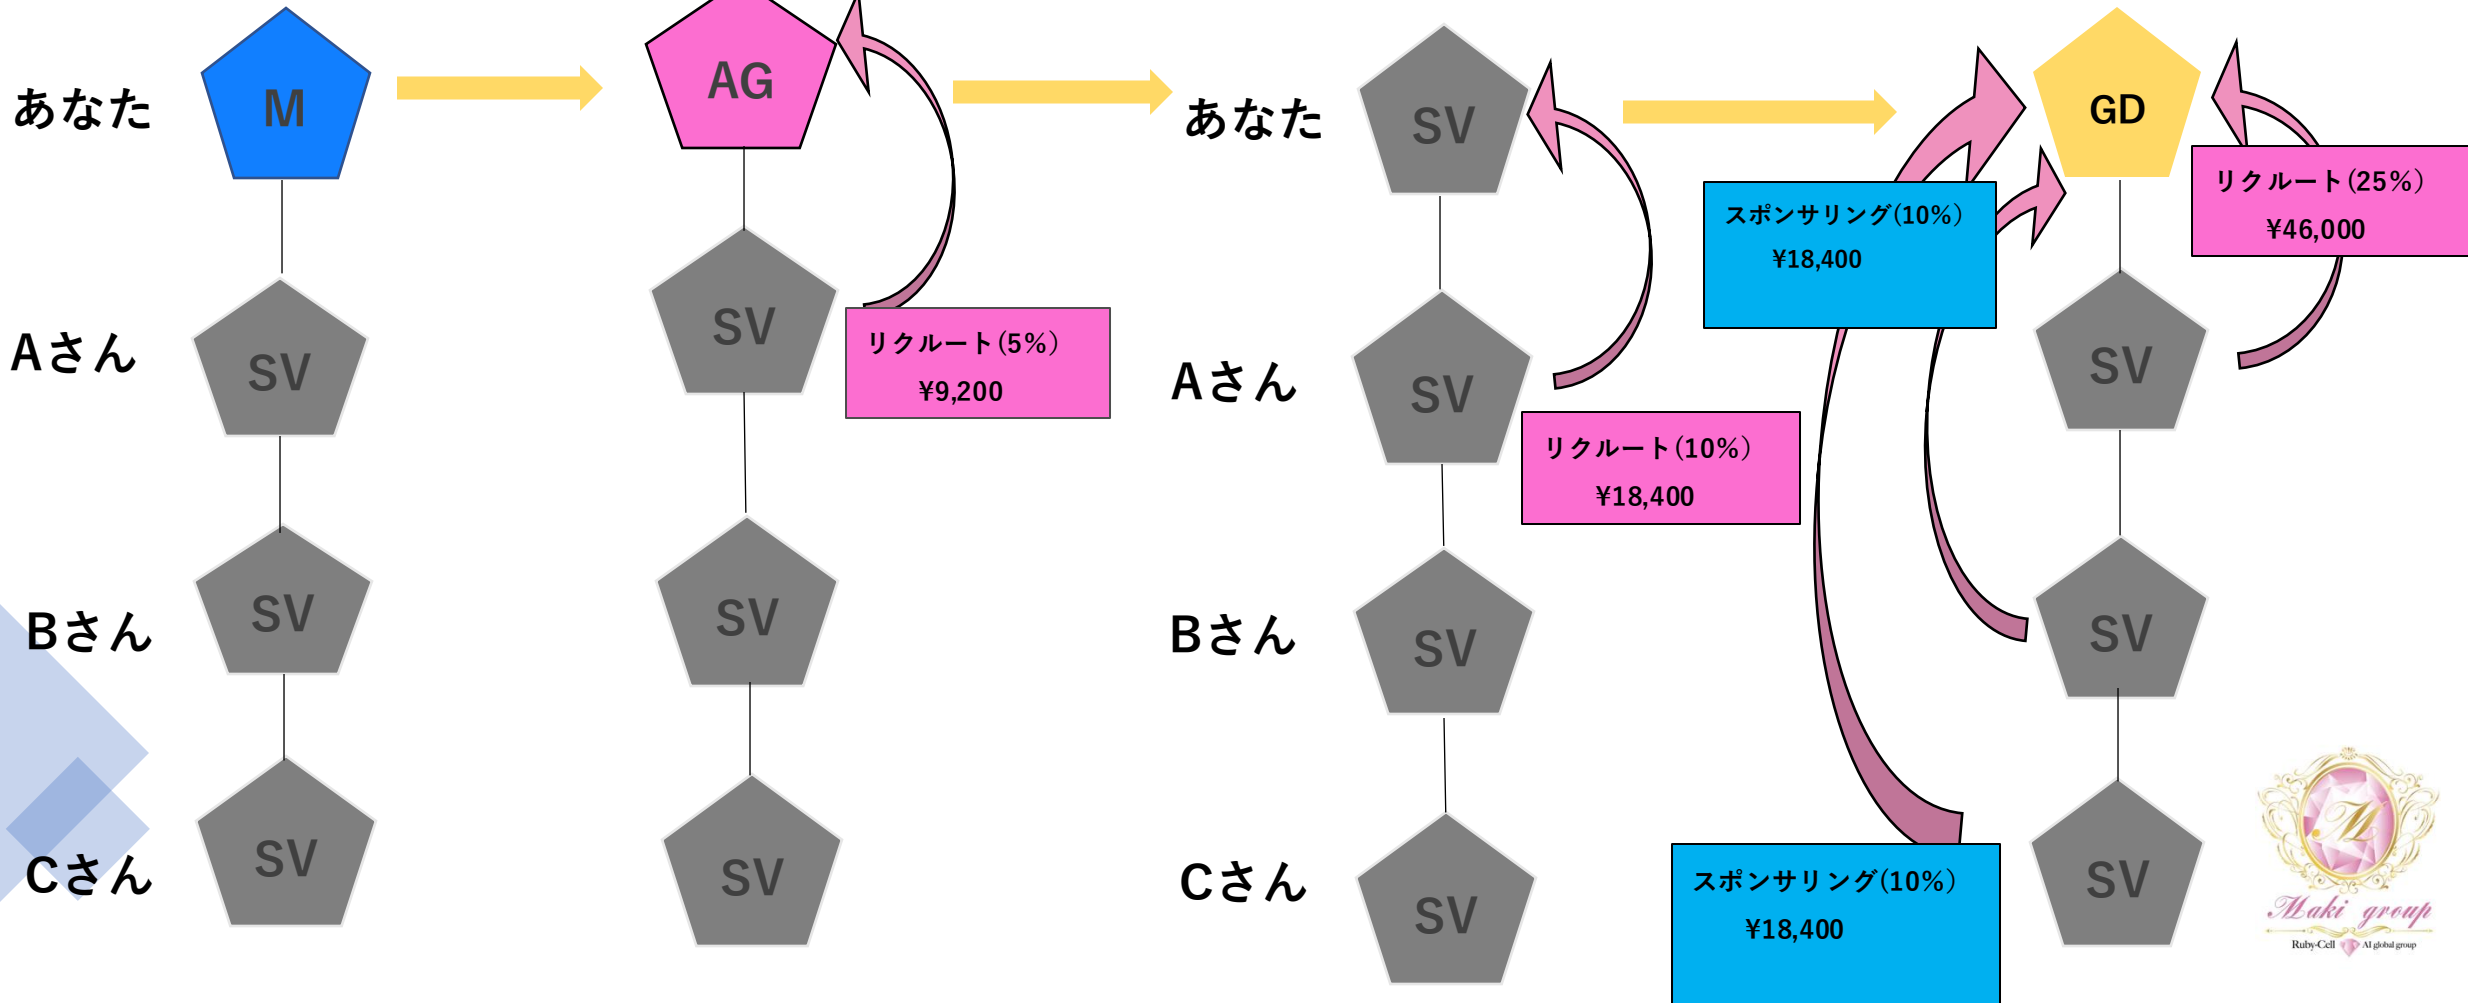 あなた
M
AG
あなた
SV
GD
リクルート(25%)
¥46,000
スポンサリング(10%)
¥18,400
Aさん
SV
SV
リクルート(5%)
¥9,200
Aさん
SV
SV
リクルート(10%)
¥18,400
Bさん
SV
SV
Bさん
SV
SV
Cさん
SV
SV
Cさん
SV
SV
スポンサリング(10%)
¥18,400
M
Maki group
Ruby-Cell AI global group